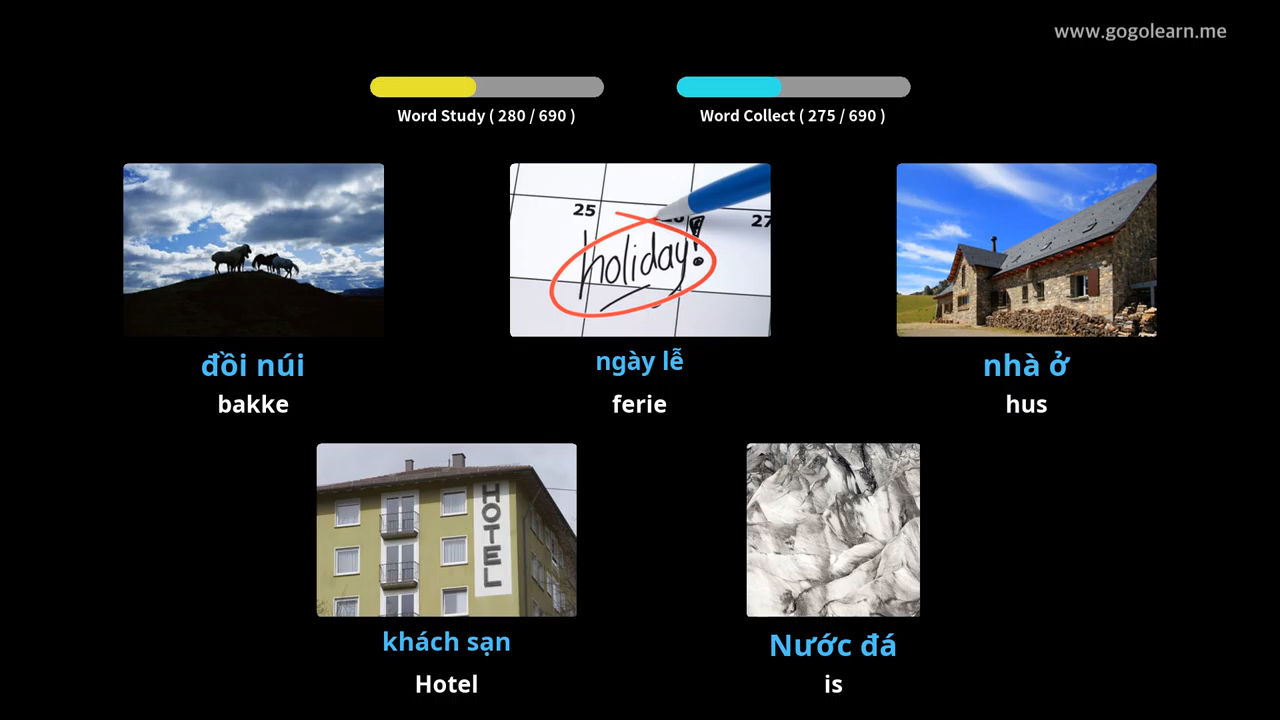 www.gogolearn.me
Word Study ( 280 / 690 )
Word Collect ( 275 / 690 )
25
27
holiday!
đồi núi
ngày lễ
nhà ở
bakke
ferie
hus
HOTEL
khách sạn
Nước đá
Hotel
is